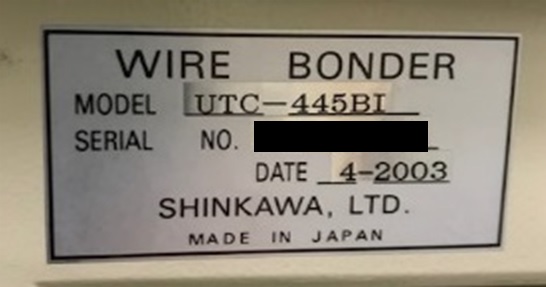 WIRE BONDER
MODEL UTC-445BI
SERIAL NO.
DATE 4-2003
SHINKAWA, LTD.
MADE IN JAPAN